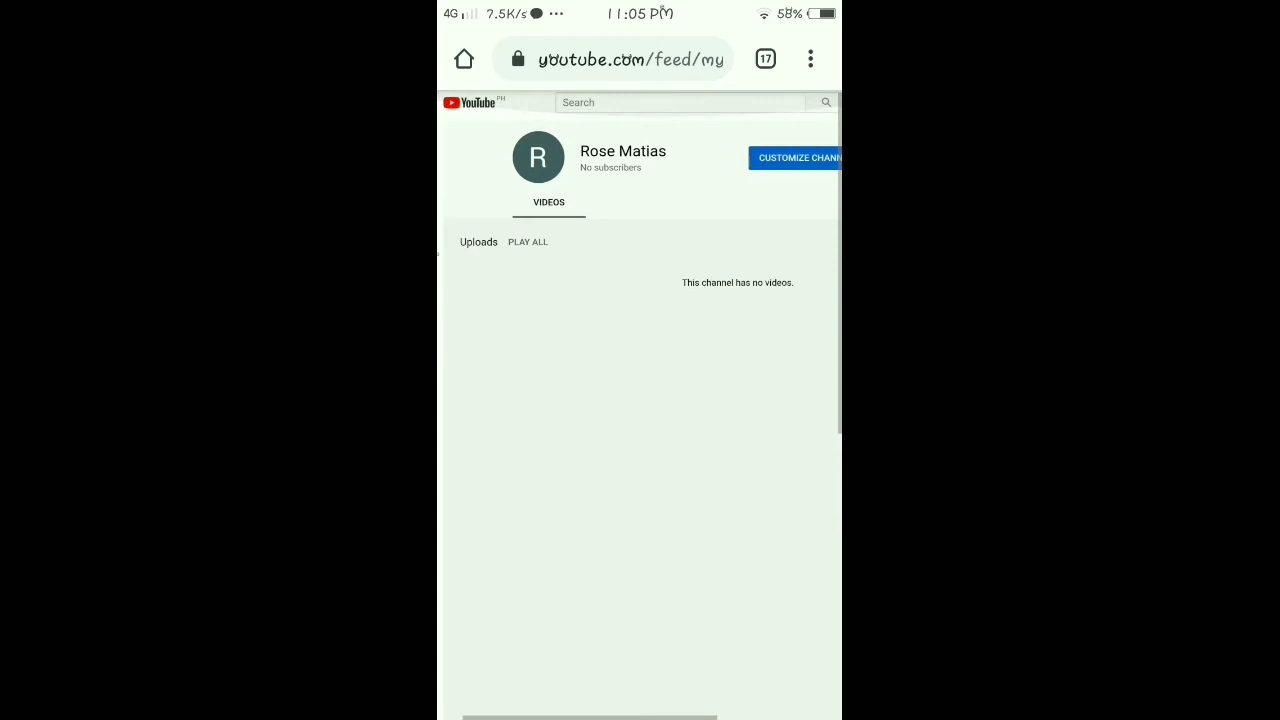 4G 7.5K/s ... 11:05 PM 58%
youtube.com/feed/my
17
YouTube PH
Search
R
Rose Matias
No subscribers
CUSTOMIZE CHANN
VIDEOS
Uploads PLAY ALL
This channel has no videos.